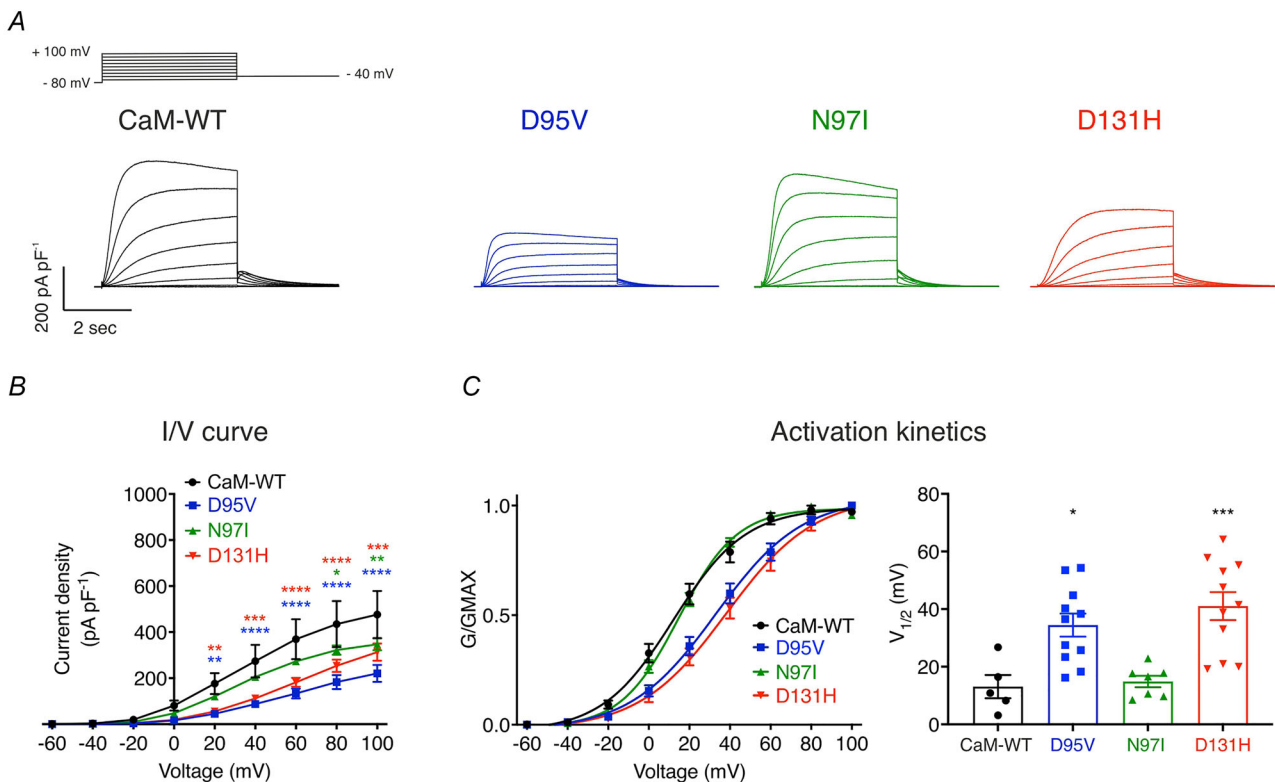 A
+ 100 mV
- 80 mV
- 40 mV
CaM-WT
D95V
N97I
D131H
200 pA pF⁻¹
2 sec
B
I/V curve
CaM-WT
D95V
N97I
D131H
1000
800
600
400
200
Current density
(pA pF⁻¹)
***
**
****
****
*
****
****
****
***
****
**
**
-60 -40 -20 0 20 40 60 80 100
Voltage (mV)
C
Activation kinetics
G/GMAX
1.0
0.5
0.0
CaM-WT
D95V
N97I
D131H
-60 -40 -20 0 20 40 60 80 100
Voltage (mV)
V1/2 (mV)
80
60
40
20
0
*
***
CaM-WT D95V N97I D131H